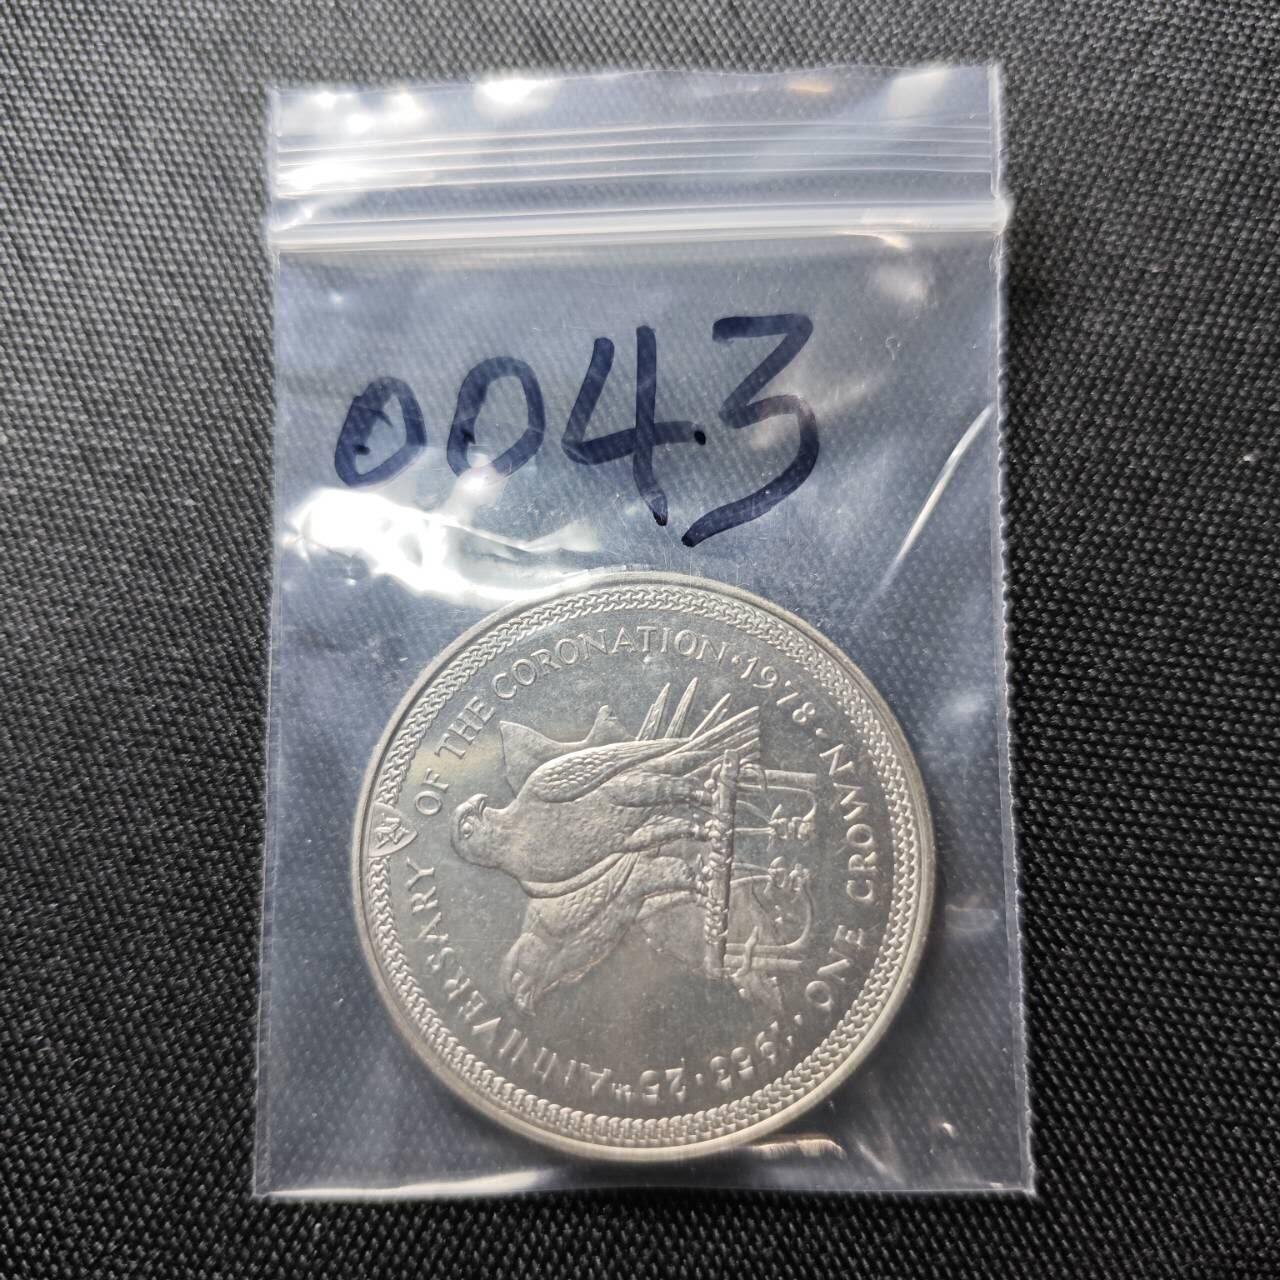 0043
1953 · 25TH ANNIVERSARY OF THE CORONATION · 1978 ·
ONE CROWN